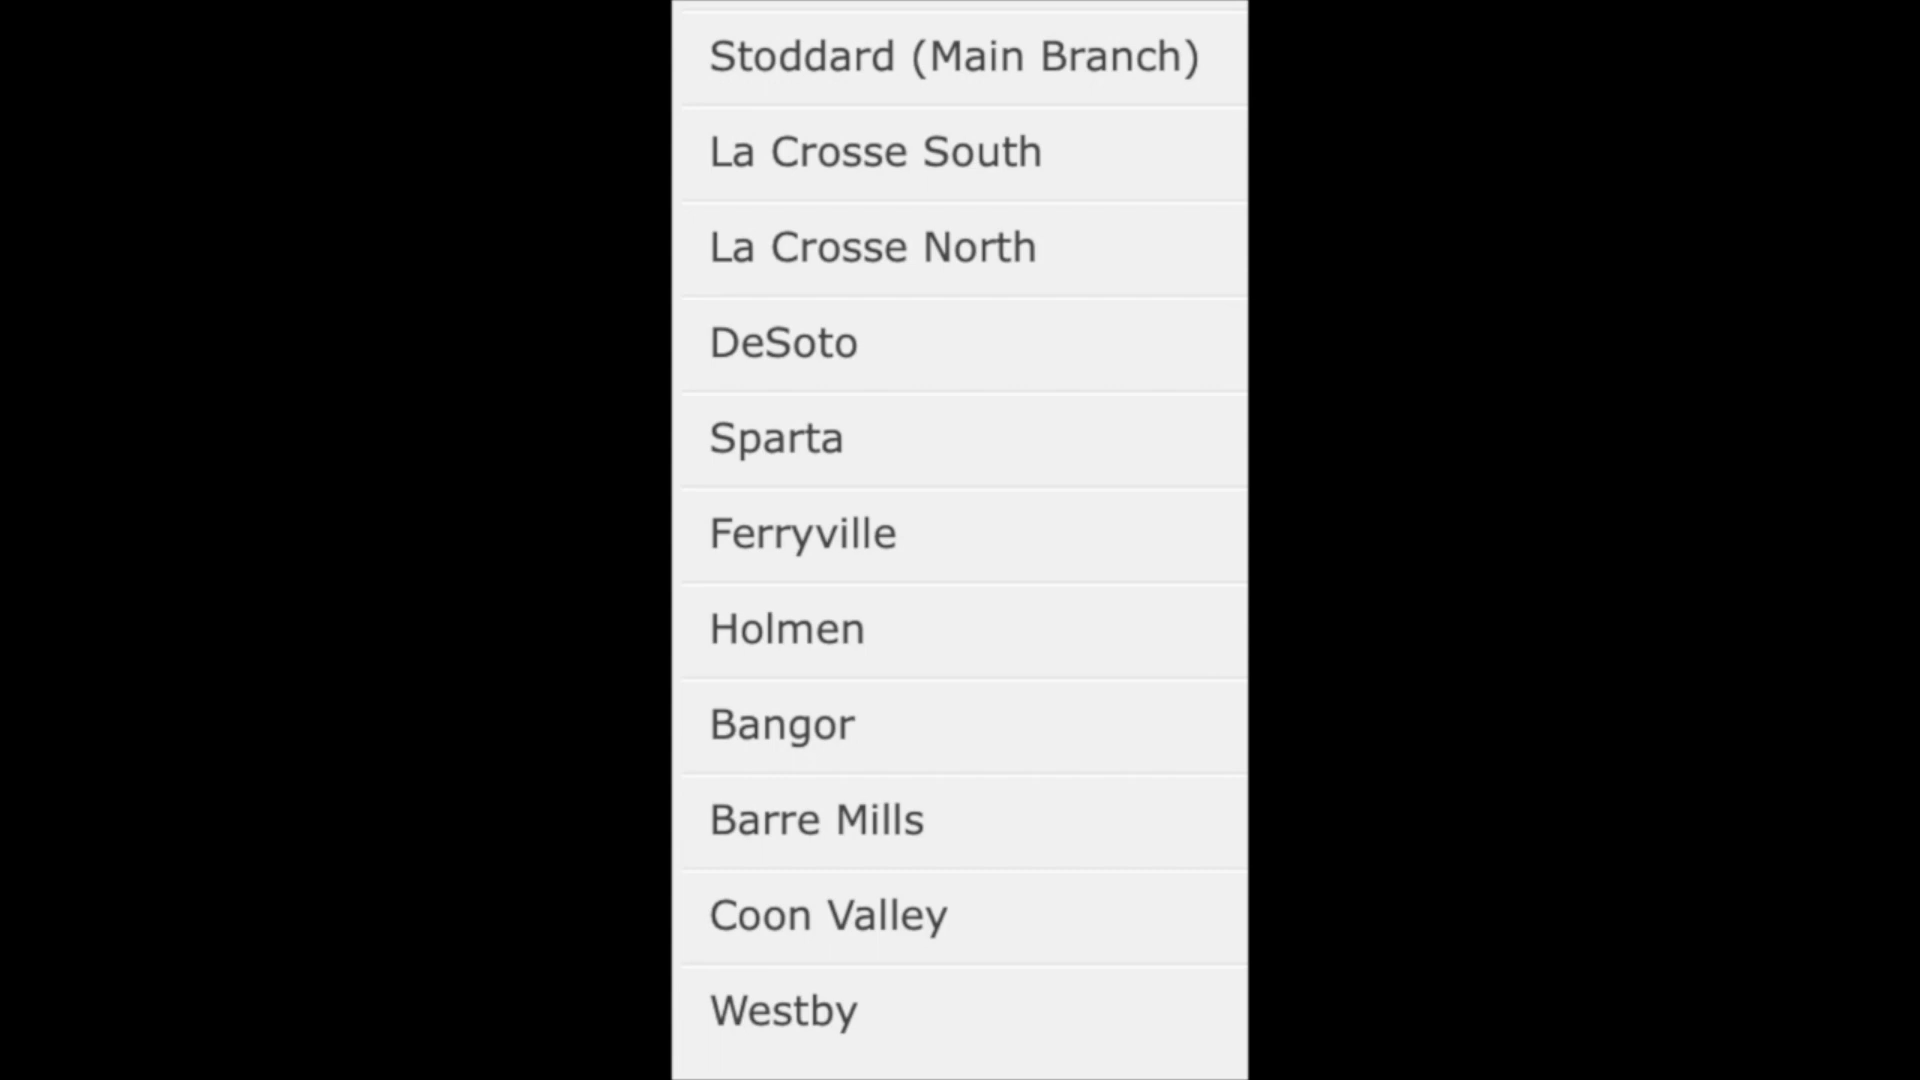 Stoddard (Main Branch)
La Crosse South
La Crosse North
DeSoto
Sparta
Ferryville
Holmen
Bangor
Barre Mills
Coon Valley
Westby